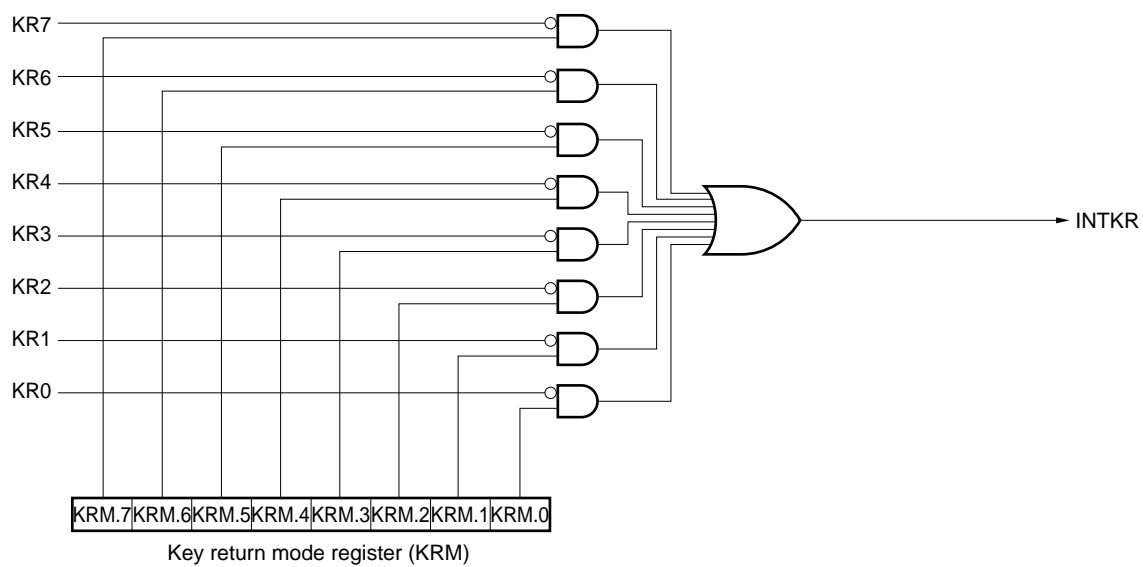 KR7
KR6
KR5
KR4
KR3
INTKR
KR2
KR1
KR0
KRM.7 KRM.6 KRM.5 KRM.4 KRM.3 KRM.2 KRM.1 KRM.0
Key return mode register (KRM)